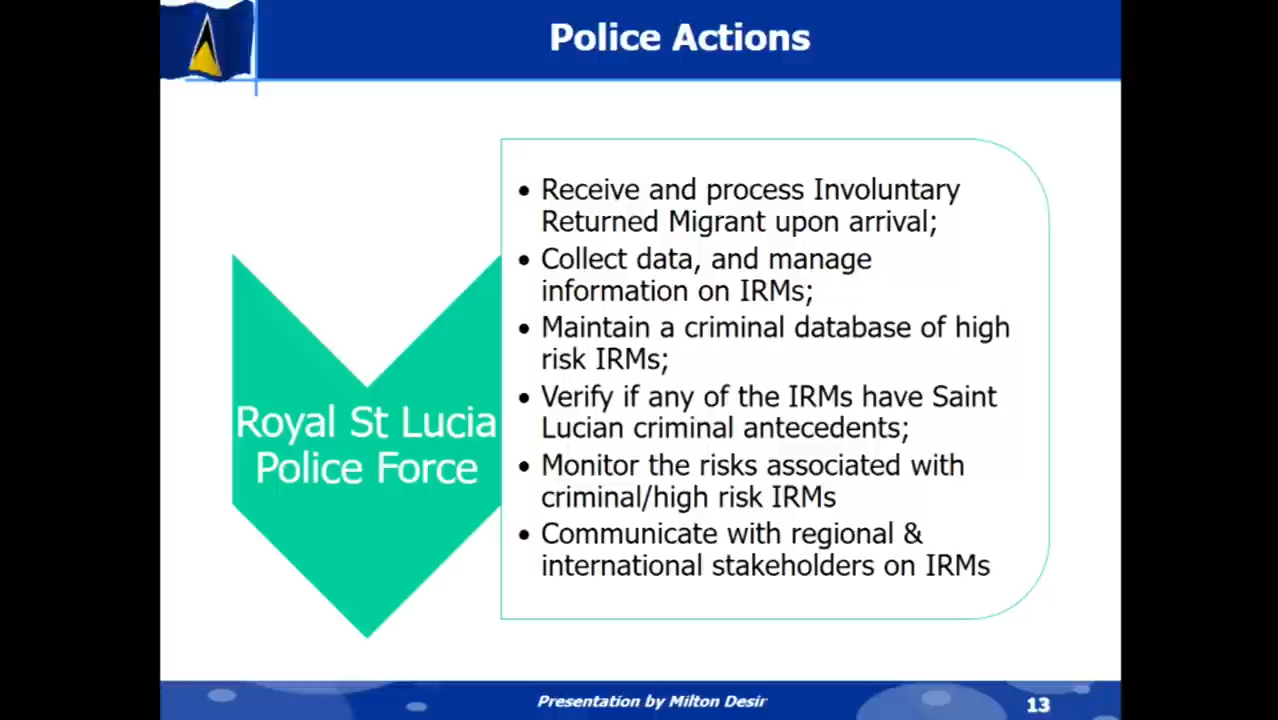 Police Actions
Royal St Lucia
Police Force
• Receive and process Involuntary
Returned Migrant upon arrival;
• Collect data, and manage
information on IRMs;
• Maintain a criminal database of high
risk IRMs;
• Verify if any of the IRMs have Saint
Lucian criminal antecedents;
• Monitor the risks associated with
criminal/high risk IRMs
• Communicate with regional &
international stakeholders on IRMs
Presentation by Milton Desir
13